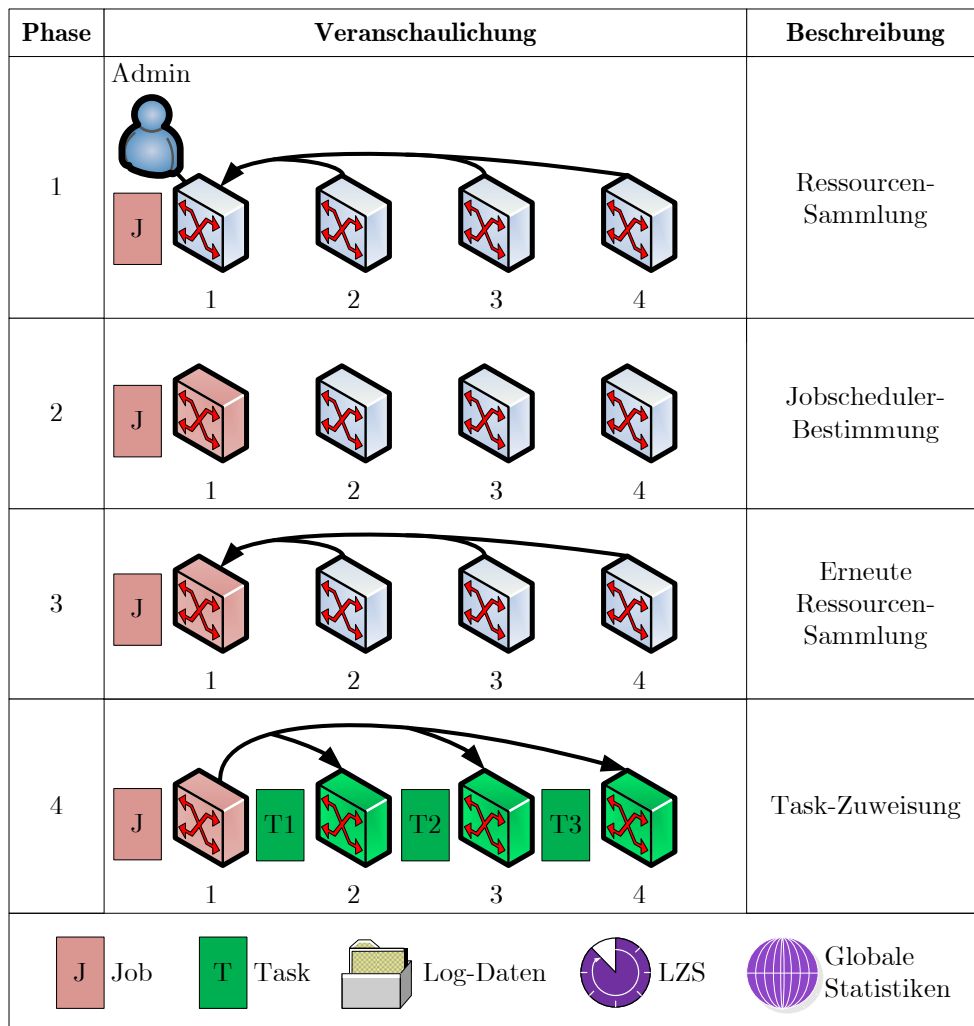 Phase Veranschaulichung Beschreibung
Admin
1
J
Ressourcen-
Sammlung
1 2 3 4
2
J
Jobscheduler-
Bestimmung
1 2 3 4
3
J
Erneute
Ressourcen-
Sammlung
1 2 3 4
4
J T1 T2 T3
Task-Zuweisung
1 2 3 4
J Job T Task Log-Daten LZS Globale
Statistiken